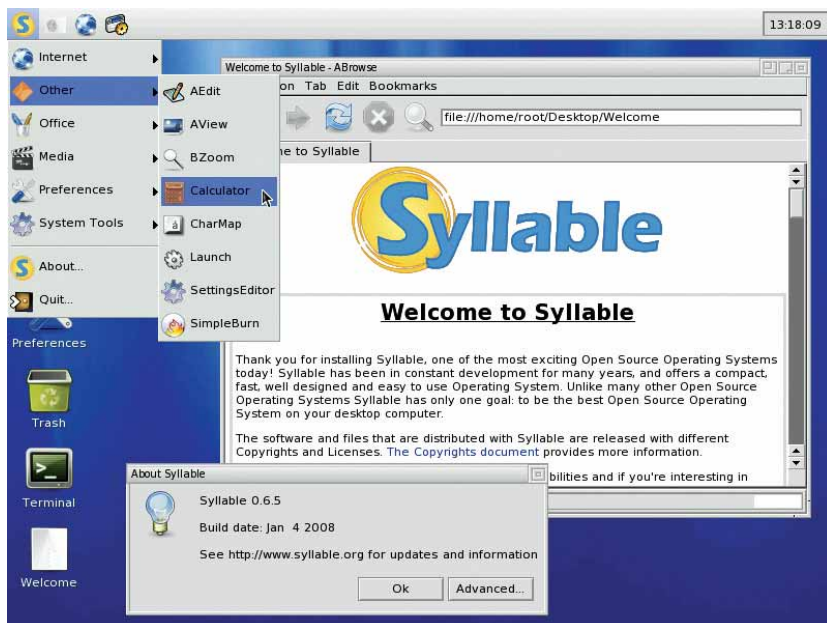 13:18:09
Internet
Other
Office
Media
Preferences
System Tools
About...
Quit...
AEdit
AView
BZoom
Calculator
CharMap
Launch
SettingsEditor
SimpleBurn
Welcome to Syllable - ABrowse
on Tab Edit Bookmarks
file:///home/root/Desktop/Welcome
ne to Syllable
Syllable
Welcome to Syllable
Thank you for installing Syllable, one of the most exciting Open Source Operating Systems
today! Syllable has been in constant development for many years, and offers a compact,
fast, well designed and easy to use Operating System. Unlike many other Open Source
Operating Systems Syllable has only one goal: to be the best Open Source Operating
System on your desktop computer.
The software and files that are distributed with Syllable are released with different
Copyrights and Licenses. The Copyrights document provides more information.
bilities and if you're interesting in
Preferences
Trash
Terminal
Welcome
About Syllable
Syllable 0.6.5
Build date: Jan 4 2008
See http://www.syllable.org for updates and information
Ok
Advanced...